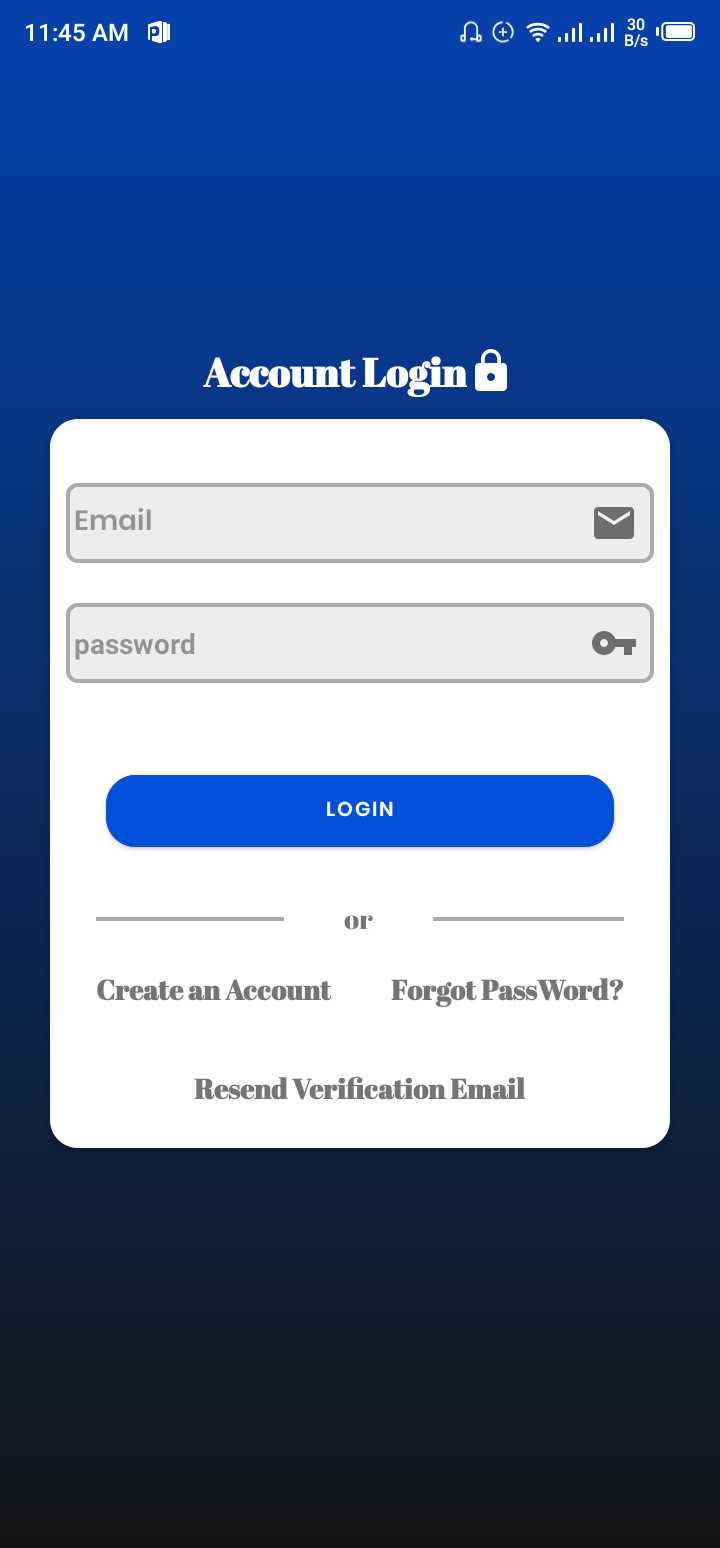 11:45 AM
30
B/s
Account Login
Email
password
LOGIN
or
Create an Account
Forgot PassWord?
Resend Verification Email